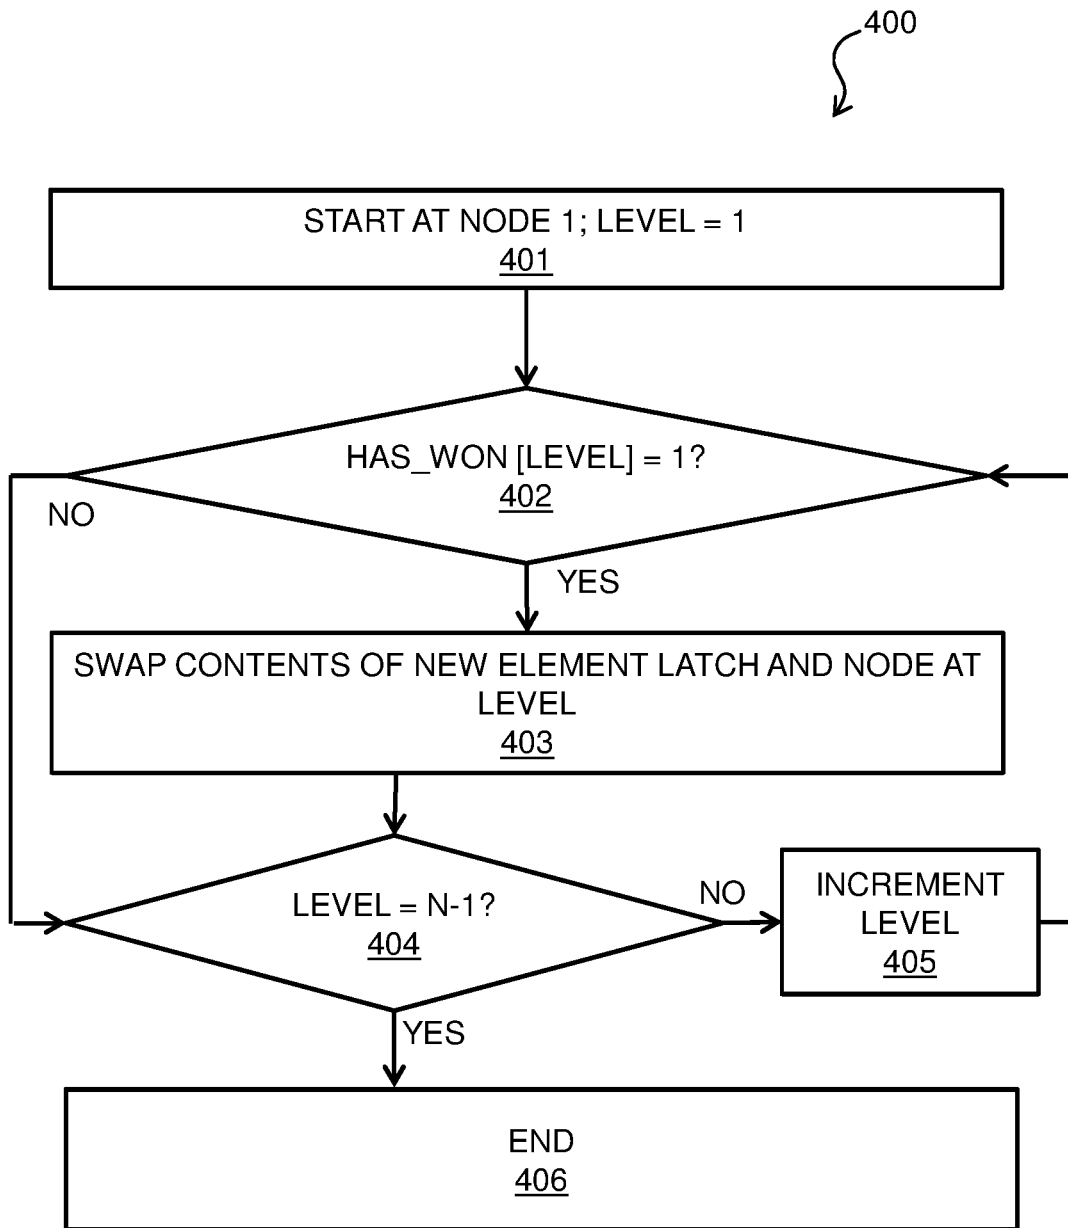 400
START AT NODE 1; LEVEL = 1
401
HAS_WON [LEVEL] = 1?
402
NO
YES
SWAP CONTENTS OF NEW ELEMENT LATCH AND NODE AT
LEVEL
403
LEVEL = N-1?
404
NO
INCREMENT
LEVEL
405
YES
END
406